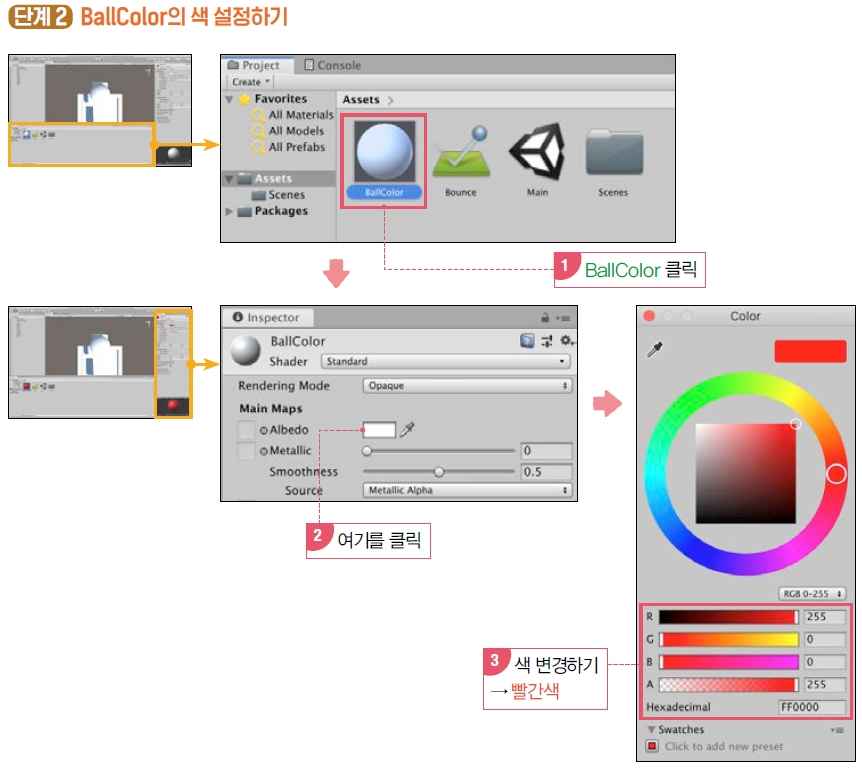 단계 2 BallColor의 색 설정하기
Project Console
Create
Favorites
All Materials
All Models
All Prefabs
Assets
Scenes
Packages
Assets
BallColor Bounce Main Scenes
1 BallColor 클릭
Inspector
BallColor
Shader Standard
Rendering Mode Opaque
Main Maps
Albedo
Metallic 0
Smoothness 0.5
Source Metallic Alpha
2 여기를 클릭
Color
RGB 0-255
R 255
G 0
B 0
A 255
Hexadecimal FF0000
Swatches
Click to add new preset
3 색 변경하기
→ 빨간색